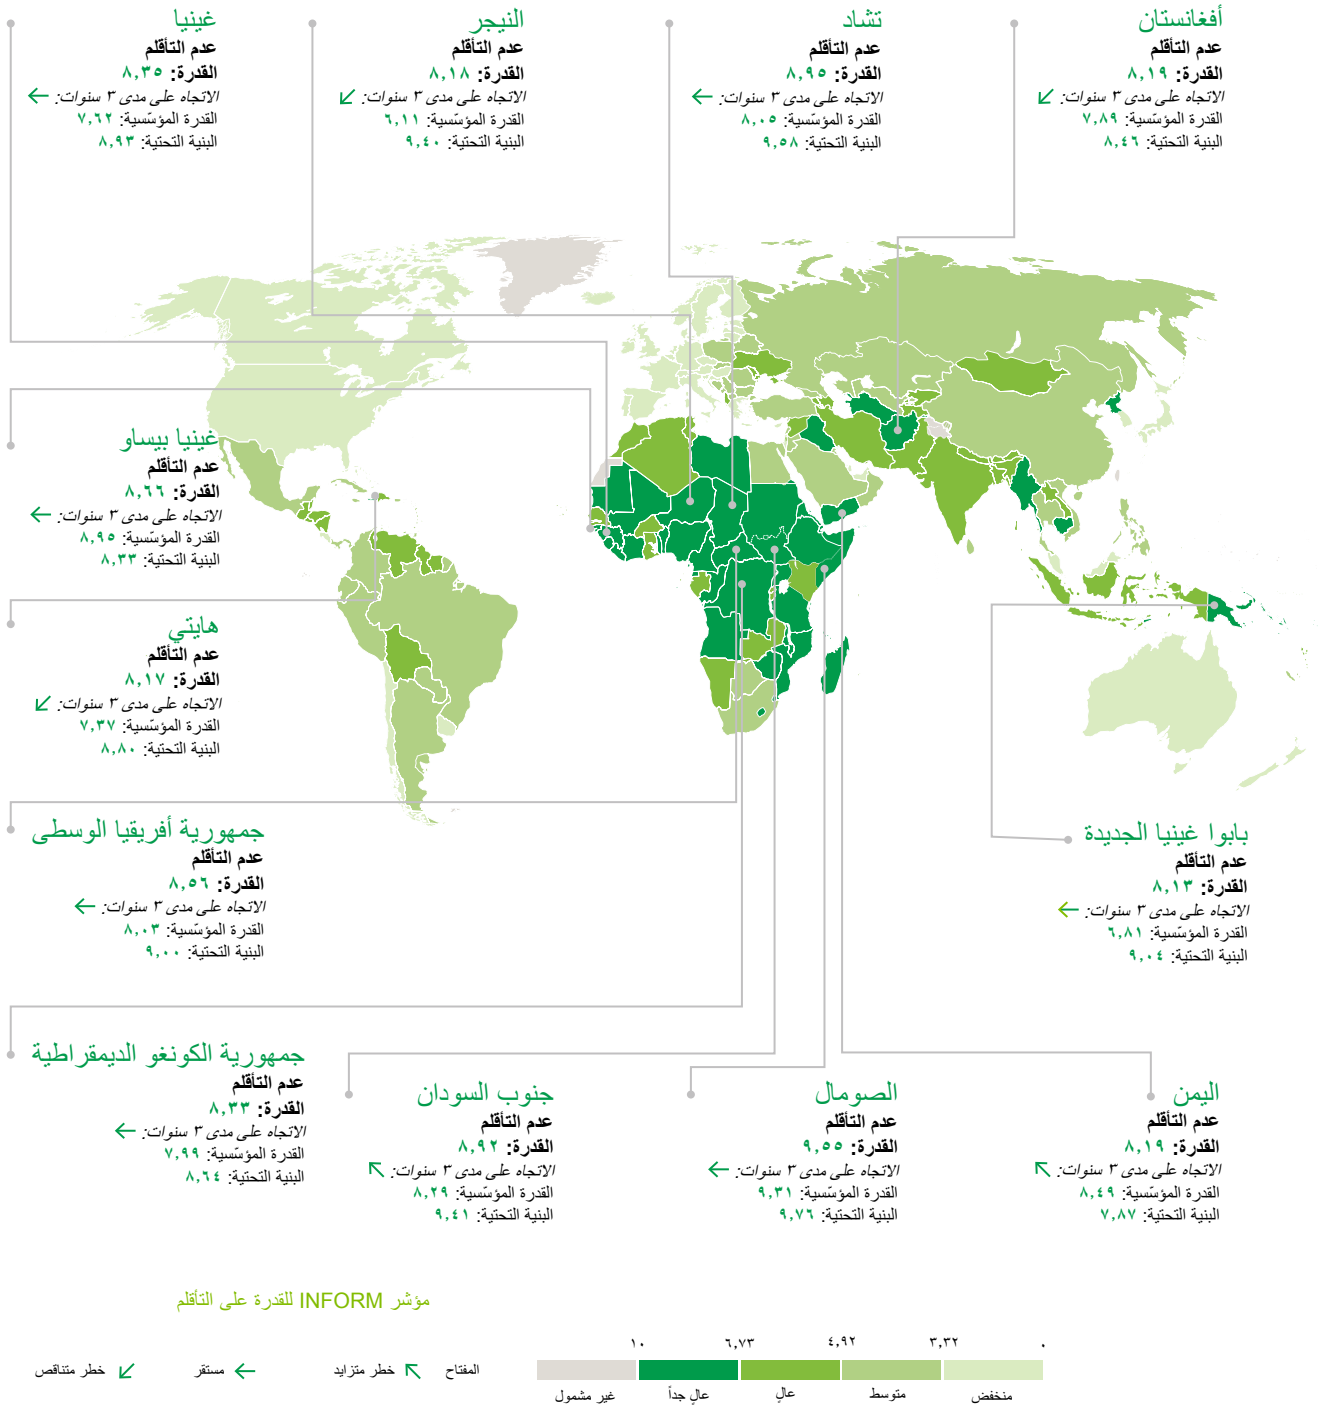 أفغانستان
عدم التأقلم
القدرة: ٨,١٩
الاتجاه على مدى ٣ سنوات:
القدرة المؤسّسية: ٧,٨٩
البنية التحتية: ٨,٤٦
تشاد
عدم التأقلم
القدرة: ٨,٩٥
الاتجاه على مدى ٣ سنوات:
القدرة المؤسّسية: ٨,٠٥
البنية التحتية: ٩,٥٨
النيجر
عدم التأقلم
القدرة: ٨,١٨
الاتجاه على مدى ٣ سنوات:
القدرة المؤسّسية: ٦,١١
البنية التحتية: ٩,٤٠
غينيا
عدم التأقلم
القدرة: ٨,٣٥
الاتجاه على مدى ٣ سنوات:
القدرة المؤسّسية: ٧,٦٢
البنية التحتية: ٨,٩٣
غينيا بيساو
عدم التأقلم
القدرة: ٨,٦٦
الاتجاه على مدى ٣ سنوات:
القدرة المؤسّسية: ٨,٩٥
البنية التحتية: ٨,٣٣
هايتي
عدم التأقلم
القدرة: ٨,١٧
الاتجاه على مدى ٣ سنوات:
القدرة المؤسّسية: ٧,٣٧
البنية التحتية: ٨,٨٠
بابوا غينيا الجديدة
عدم التأقلم
القدرة: ٨,١٣
الاتجاه على مدى ٣ سنوات:
القدرة المؤسّسية: ٦,٨١
البنية التحتية: ٩,٠٤
جمهورية أفريقيا الوسطى
عدم التأقلم
القدرة: ٨,٥٦
الاتجاه على مدى ٣ سنوات:
القدرة المؤسّسية: ٨,٠٣
البنية التحتية: ٩,٠٠
جمهورية الكونغو الديمقراطية
عدم التأقلم
القدرة: ٨,٣٣
الاتجاه على مدى ٣ سنوات:
القدرة المؤسّسية: ٧,٩٩
البنية التحتية: ٨,٦٤
اليمن
عدم التأقلم
القدرة: ٨,١٩
الاتجاه على مدى ٣ سنوات:
القدرة المؤسّسية: ٨,٤٩
البنية التحتية: ٧,٨٧
الصومال
عدم التأقلم
القدرة: ٩,٥٥
الاتجاه على مدى ٣ سنوات:
القدرة المؤسّسية: ٩,٣١
البنية التحتية: ٩,٧٦
جنوب السودان
عدم التأقلم
القدرة: ٨,٩٢
الاتجاه على مدى ٣ سنوات:
القدرة المؤسّسية: ٨,٢٩
البنية التحتية: ٩,٤١
مؤشر INFORM للقدرة على التأقلم
٠ ٣,٣٢ ٤,٩٢ ٦,٧٣ ١٠
منخفض متوسط عالٍ عالٍ جداً غير مشمول
المفتاح خطر متزايد مستقر خطر متناقص